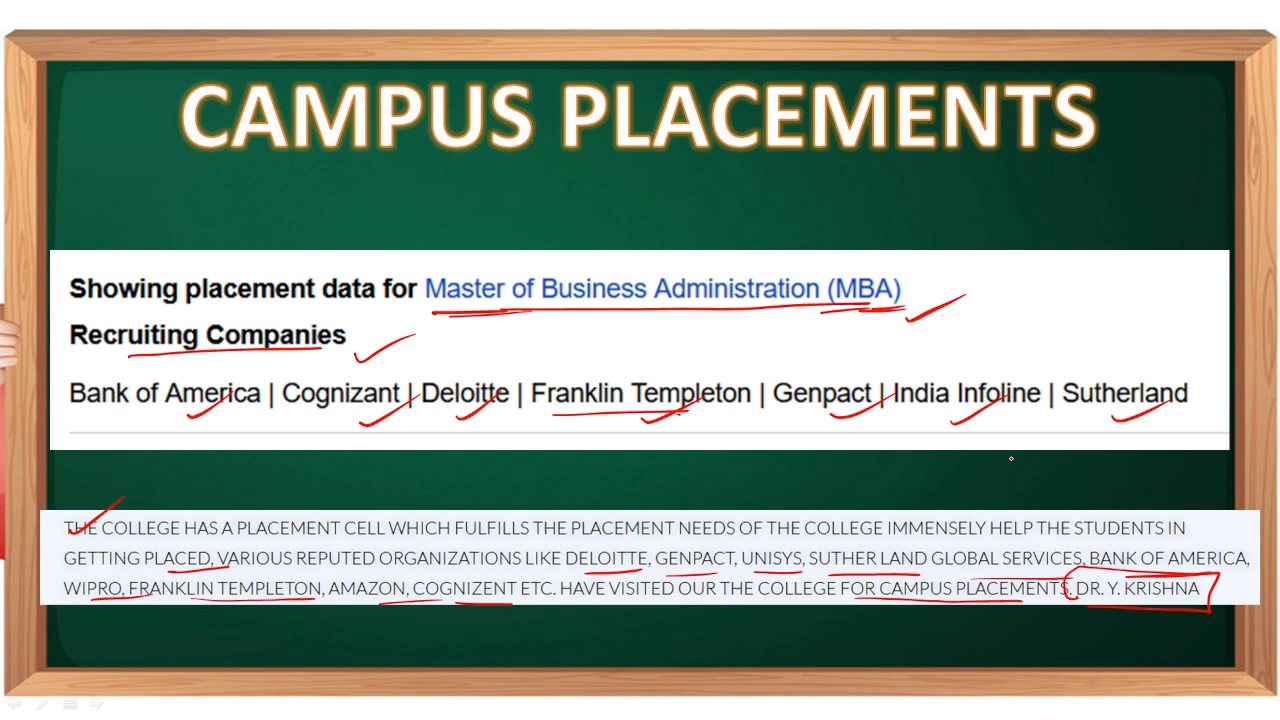 CAMPUS PLACEMENTS
Showing placement data for Master of Business Administration (MBA)
Recruiting Companies
Bank of America | Cognizant | Deloitte | Franklin Templeton | Genpact | India Infoline | Sutherland
THE COLLEGE HAS A PLACEMENT CELL WHICH FULFILLS THE PLACEMENT NEEDS OF THE COLLEGE IMMENSELY HELP THE STUDENTS IN
GETTING PLACED, VARIOUS REPUTED ORGANIZATIONS LIKE DELOITTE, GENPACT, UNISYS, SUTHER LAND GLOBAL SERVICES, BANK OF AMERICA,
WIPRO, FRANKLIN TEMPLETON, AMAZON, COGNIZENT ETC. HAVE VISITED OUR THE COLLEGE FOR CAMPUS PLACEMENTS. DR. Y. KRISHNA